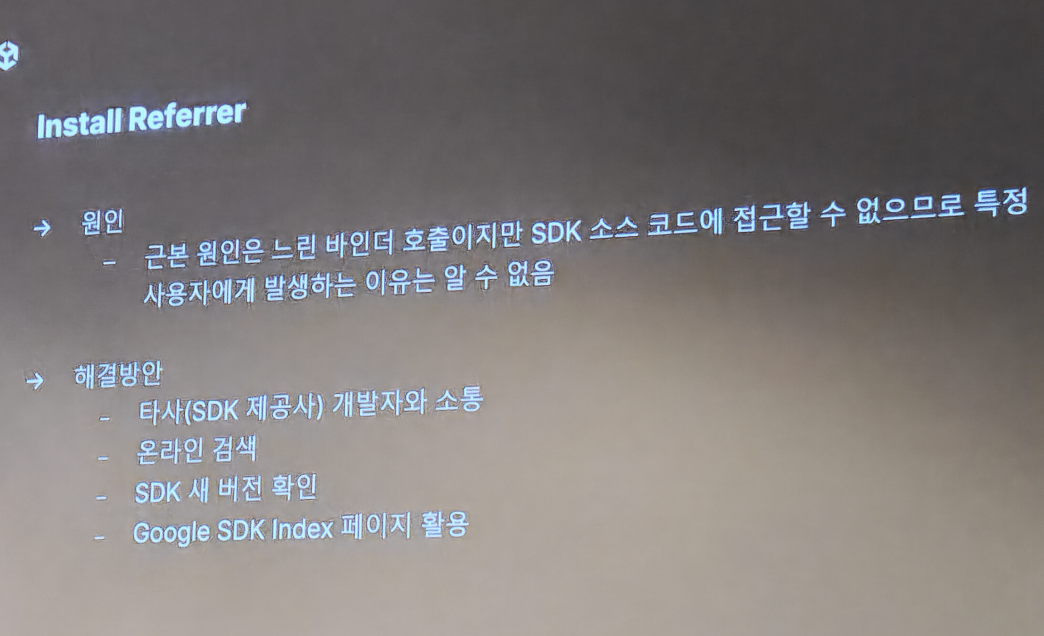 Install Referrer
→ 원인
– 근본 원인은 느린 바인더 호출이지만 SDK 소스 코드에 접근할 수 없으므로 특정
사용자에게 발생하는 이유는 알 수 없음
→ 해결방안
– 타사(SDK 제공사) 개발자와 소통
– 온라인 검색
– SDK 새 버전 확인
– Google SDK Index 페이지 활용